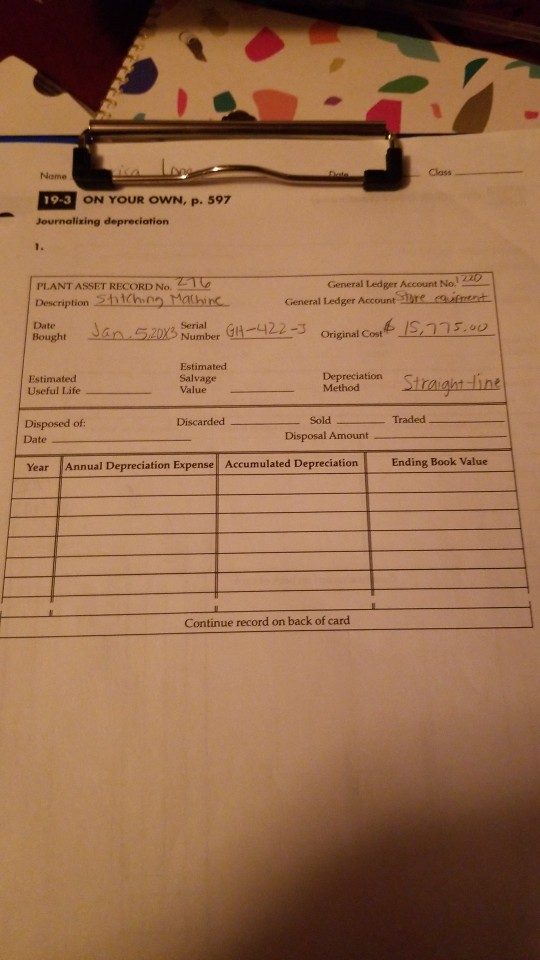 Name Date Class
19-3 ON YOUR OWN, p. 597
Journalizing depreciation
1.
PLANT ASSET RECORD No. 276 General Ledger Account No. 1220
Description Stitching Machine General Ledger Account Store equipment
Date Bought Jan. 5, 20X3 Serial Number GH-422-J Original Cost $ 15,775.00
Estimated Useful Life Estimated Salvage Value Depreciation Method Straight-line
Disposed of: Discarded Sold Traded
Date Disposal Amount
Year Annual Depreciation Expense Accumulated Depreciation Ending Book Value
Continue record on back of card